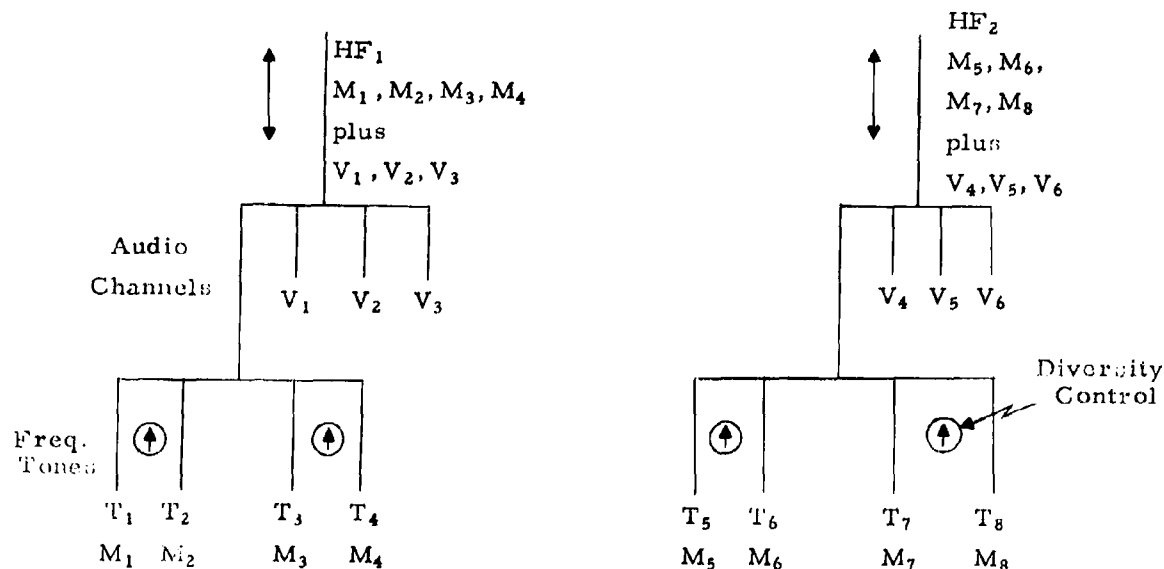 HF₁
M₁, M₂, M₃, M₄
plus
V₁, V₂, V₃
Audio
Channels
V₁ V₂ V₃
Freq.
Tones
T₁ T₂ T₃ T₄
M₁ M₂ M₃ M₄
HF₂
M₅, M₆,
M₇, M₈
plus
V₄, V₅, V₆
V₄ V₅ V₆
Diversity
Control
T₅ T₆ T₇ T₈
M₅ M₆ M₇ M₈